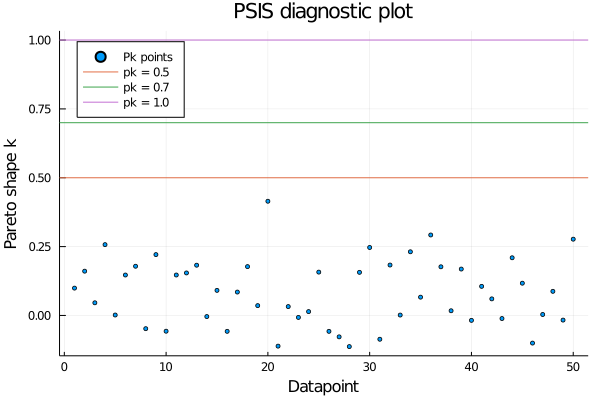 PSIS diagnostic plot
1.00
0.75
0.50
0.25
0.00
Pk points
pk = 0.5
pk = 0.7
pk = 1.0
Pareto shape k
0 10 20 30 40 50
Datapoint